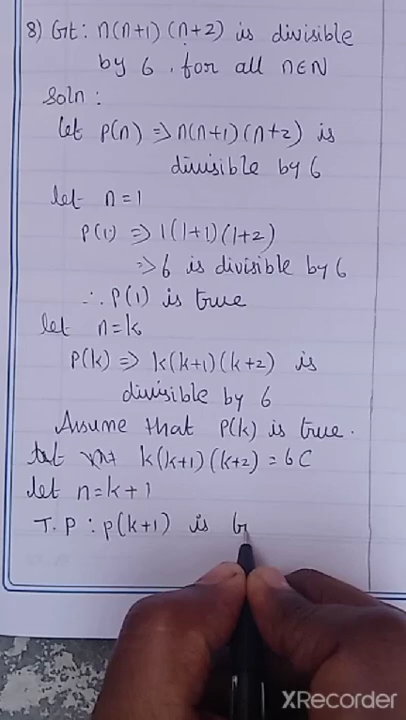 8) Gt: n(n+1)(n+2) is divisible
by 6. for all n∈N
Soln:
let P(n) ⇒ n(n+1)(n+2) is
divisible by 6
let n=1
P(1) ⇒ 1(1+1)(1+2)
⇒ 6 is divisible by 6
∴ P(1) is true
let n=k
P(k) ⇒ k(k+1)(k+2) is
divisible by 6
Assume that P(k) is true.
k(k+1)(k+2)=6C
let n=k+1
T.P : p(k+1) is
XRecorder